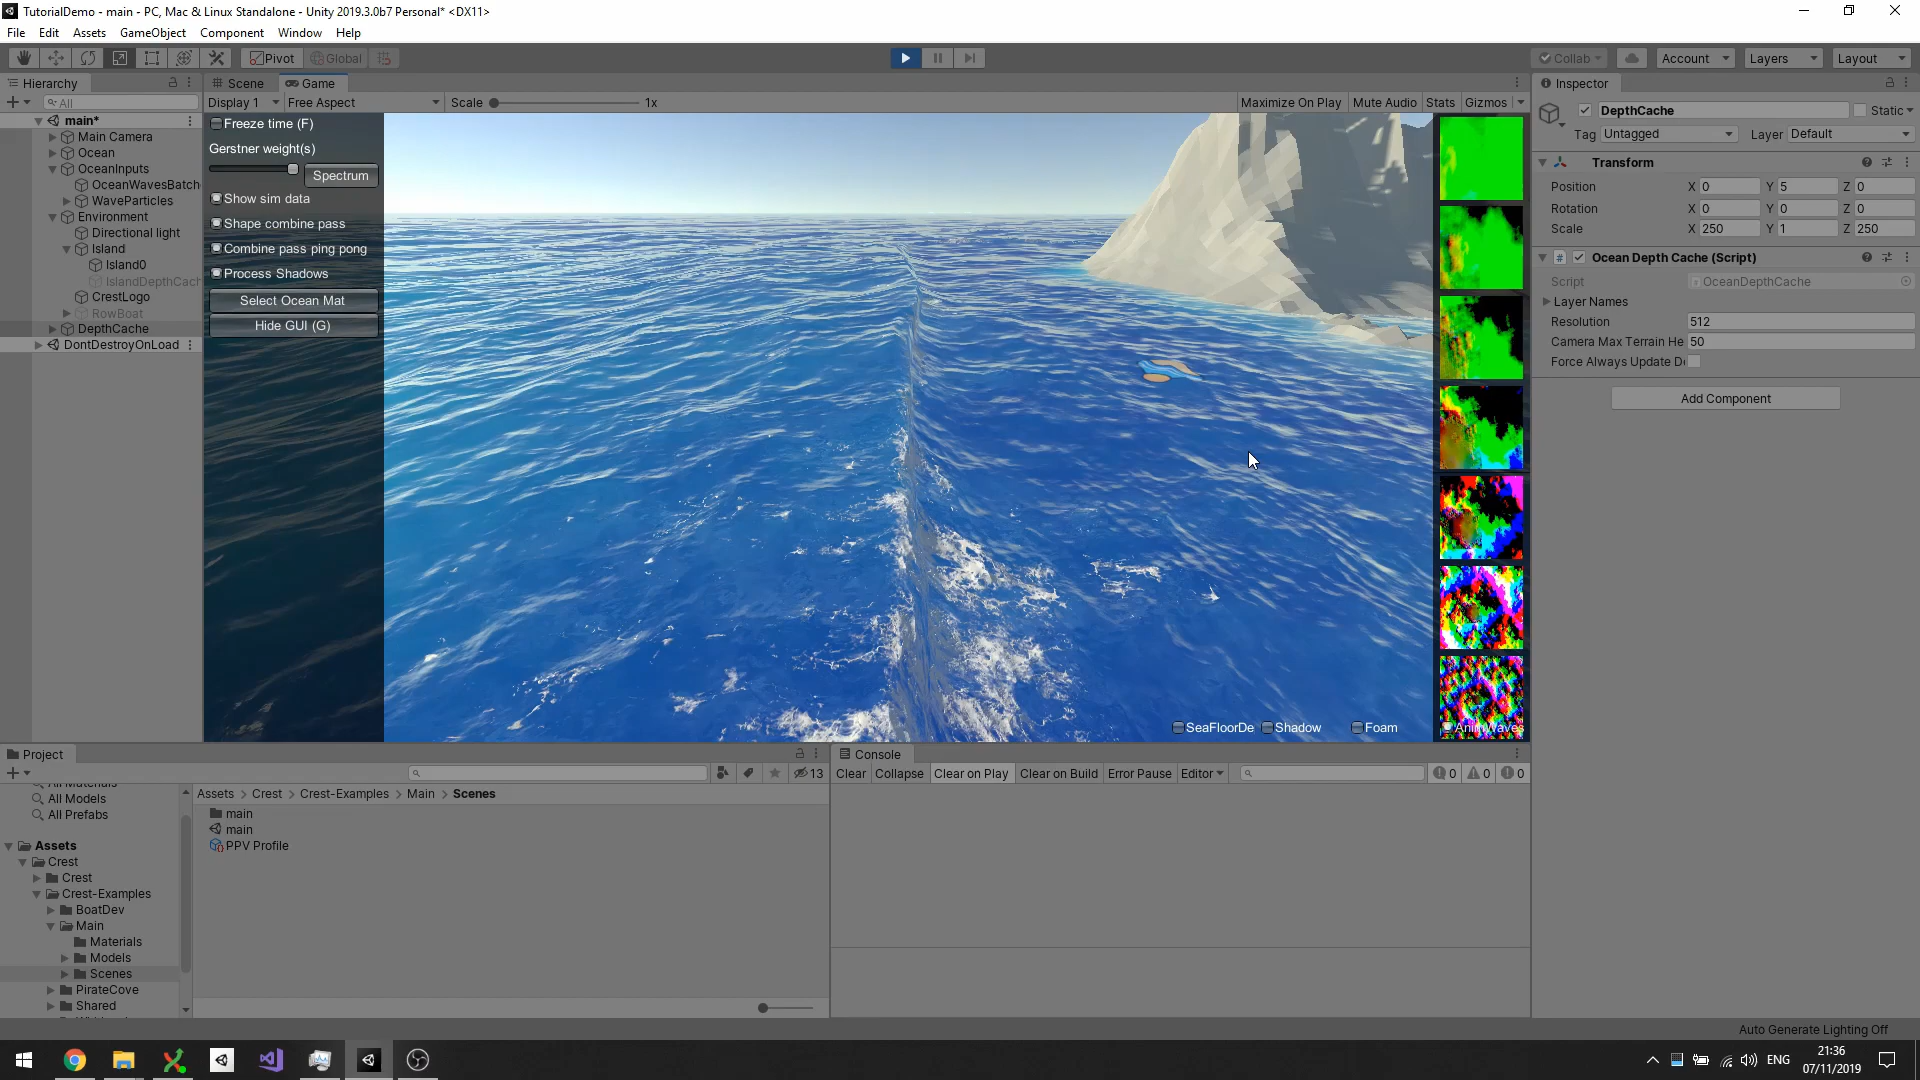 TutorialDemo - main - PC, Mac & Linux Standalone - Unity 2019.3.0b7 Personal* <DX11>
File Edit Assets GameObject Component Window Help
Pivot Global Collab Account Layers Layout
Hierarchy
All
main*
Main Camera
Ocean
OceanInputs
OceanWavesBatch
WaveParticles
Environment
Directional light
Island
Island0
IslandDepthCach
CrestLogo
RowBoat
DepthCache
DontDestroyOnLoad
Scene Game
Display 1 Free Aspect Scale 1x Maximize On Play Mute Audio Stats Gizmos
Freeze time (F)
Gerstner weight(s)
Spectrum
Show sim data
Shape combine pass
Combine pass ping pong
Process Shadows
Select Ocean Mat
Hide GUI (G)
SeaFloorDe Shadow Foam AnimWaves
Inspector
DepthCache Static
Tag Untagged Layer Default
Transform
Position X 0 Y 5 Z 0
Rotation X 0 Y 0 Z 0
Scale X 250 Y 1 Z 250
Ocean Depth Cache (Script)
Script OceanDepthCache
Layer Names
Resolution 512
Camera Max Terrain He 50
Force Always Update De
Add Component
Project
13
All Models
All Prefabs
Assets
Crest
Crest
Crest-Examples
BoatDev
Main
Materials
Models
Scenes
PirateCove
Shared
Assets > Crest > Crest-Examples > Main > Scenes
main
main
PPV Profile
Console
Clear Collapse Clear on Play Clear on Build Error Pause Editor 0 0 0
Auto Generate Lighting Off
ENG
21:36
07/11/2019